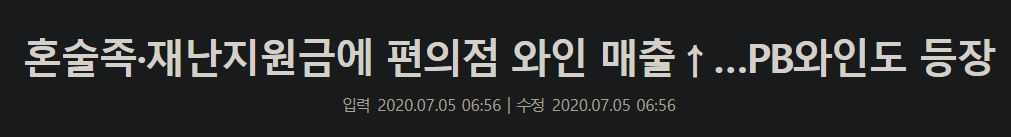 혼술족·재난지원금에 편의점 와인 매출↑…PB와인도 등장
입력 2020.07.05 06:56 | 수정 2020.07.05 06:56